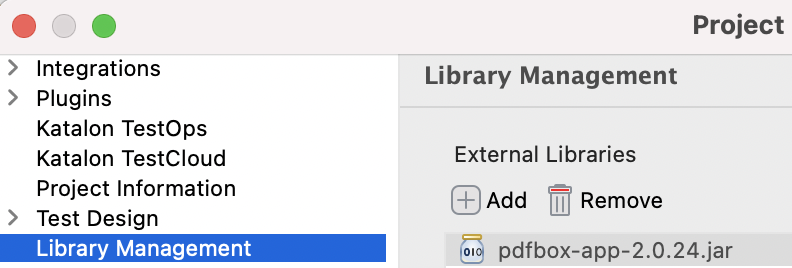 Project
Integrations
Plugins
Katalon TestOps
Katalon TestCloud
Project Information
Test Design
Library Management
Library Management
External Libraries
Add Remove
010 pdfbox-app-2.0.24.jar